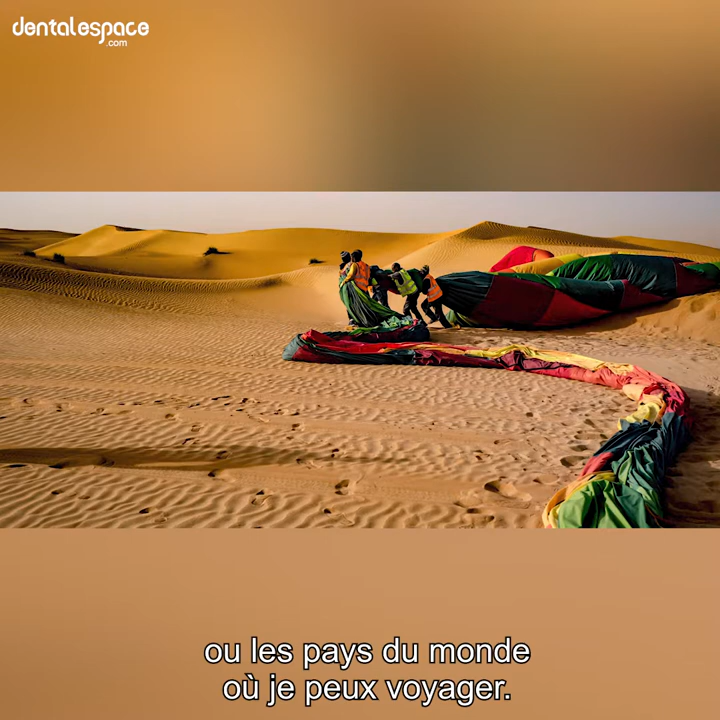 dentalespace
.com
ou les pays du monde
où je peux voyager.